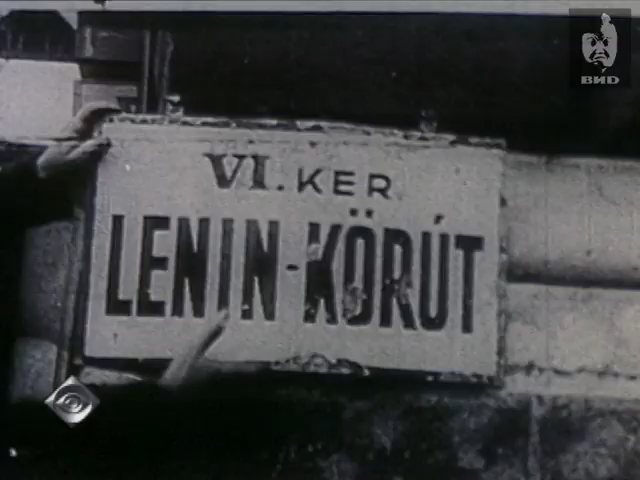 VI. KER.
LENIN-KÖRÚT
ВИD